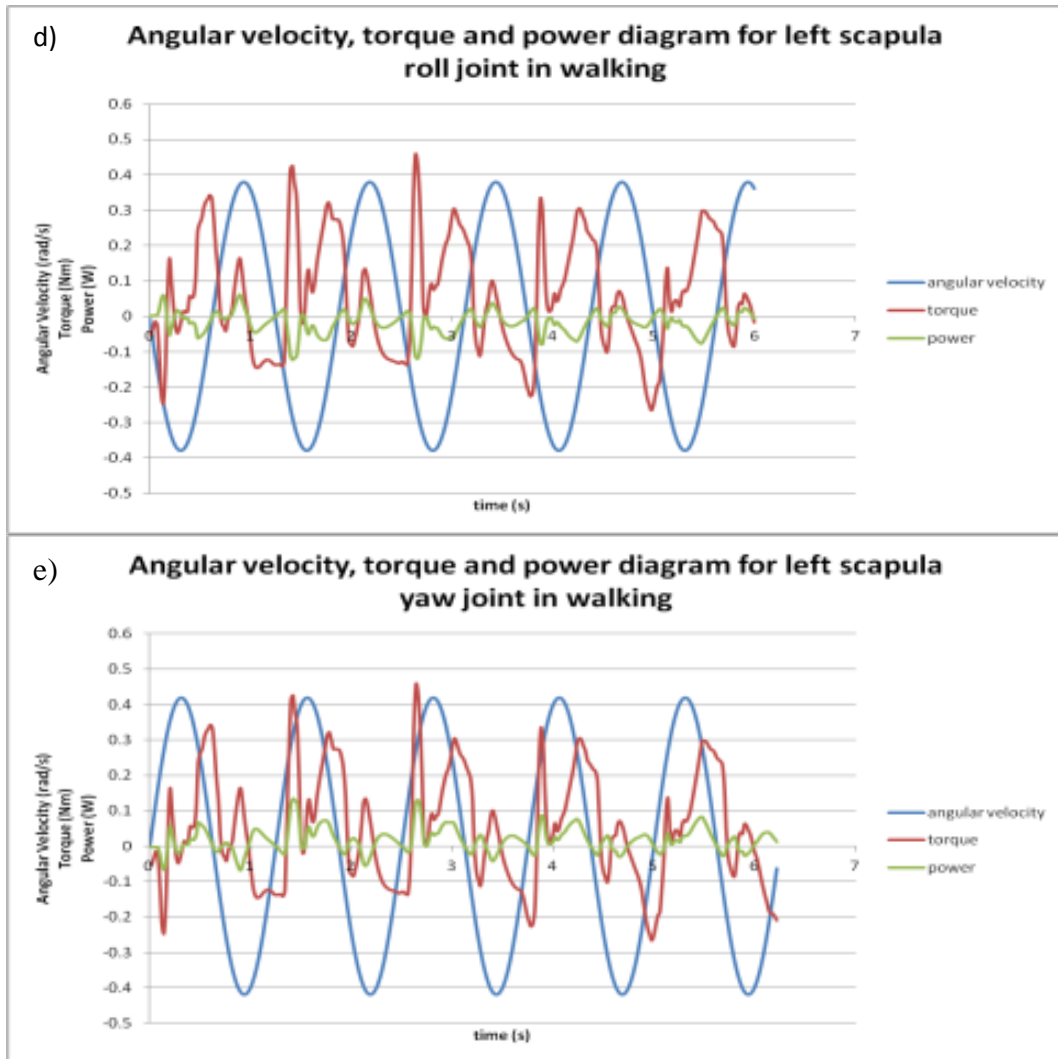 d)
Angular velocity, torque and power diagram for left scapula
roll joint in walking
0.6
0.5
0.4
0.3
0.2
0.1
0
-0.1
-0.2
-0.3
-0.4
-0.5
Angular Velocity (rad/s)
Torque (Nm)
Power (W)
0 1 2 3 4 5 6 7
time (s)
angular velocity
torque
power
e)
Angular velocity, torque and power diagram for left scapula
yaw joint in walking
0.6
0.5
0.4
0.3
0.2
0.1
0
-0.1
-0.2
-0.3
-0.4
-0.5
Angular Velocity (rad/s)
Torque (Nm)
Power (W)
0 1 2 3 4 5 6 7
time (s)
angular velocity
torque
power